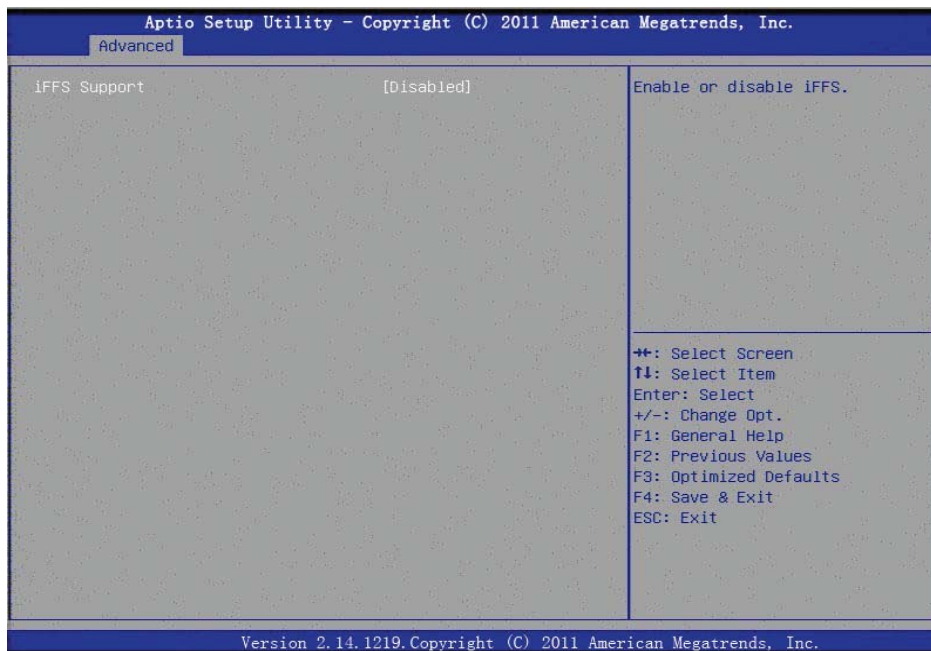 Aptio Setup Utility - Copyright (C) 2011 American Megatrends, Inc.
Advanced
iFFS Support [Disabled]
Enable or disable iFFS.
→←: Select Screen
↑↓: Select Item
Enter: Select
+/-: Change Opt.
F1: General Help
F2: Previous Values
F3: Optimized Defaults
F4: Save & Exit
ESC: Exit
Version 2.14.1219.Copyright (C) 2011 American Megatrends, Inc.